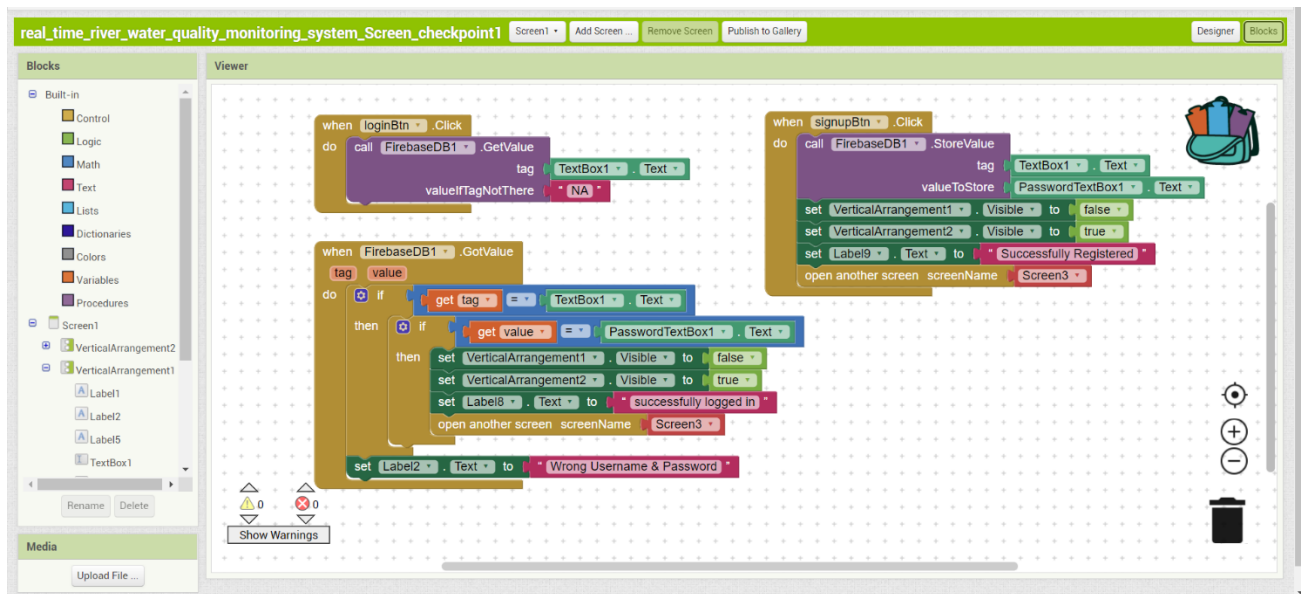 real_time_river_water_quality_monitoring_system_Screen_checkpoint1 Screen1 Add Screen ... Remove Screen Publish to Gallery Designer Blocks
Blocks
Built-in
Control
Logic
Math
Text
Lists
Dictionaries
Colors
Variables
Procedures
Screen1
VerticalArrangement2
VerticalArrangement1
Label1
Label2
Label5
TextBox1
Rename Delete
Media
Upload File ...
Viewer
when loginBtn .Click
do call FirebaseDB1 .GetValue
tag TextBox1 . Text
valueIfTagNotThere " NA "
when FirebaseDB1 .GotValue
tag value
do if get tag = TextBox1 . Text
then if get value = PasswordTextBox1 . Text
then set VerticalArrangement1 . Visible to false
set VerticalArrangement2 . Visible to true
set Label8 . Text to " successfully logged in "
open another screen screenName Screen3
set Label2 . Text to " Wrong Username & Password "
when signupBtn .Click
do call FirebaseDB1 .StoreValue
tag TextBox1 . Text
valueToStore PasswordTextBox1 . Text
set VerticalArrangement1 . Visible to false
set VerticalArrangement2 . Visible to true
set Label9 . Text to " Successfully Registered "
open another screen screenName Screen3
0 0
Show Warnings